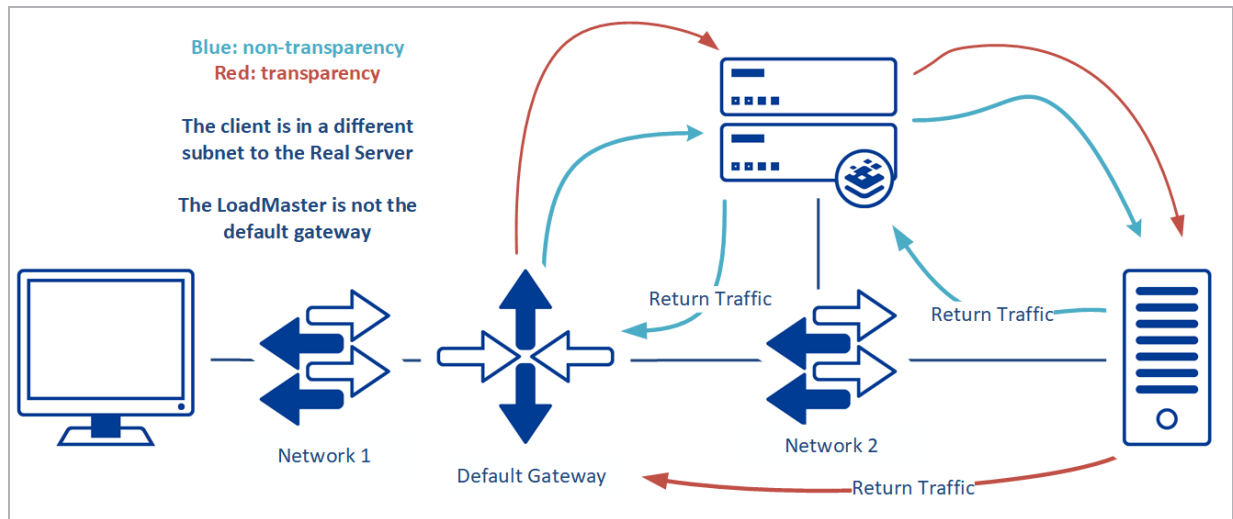 Blue: non-transparency
Red: transparency
The client is in a different
subnet to the Real Server
The LoadMaster is not the
default gateway
Return Traffic
Return Traffic
Network 1
Network 2
Default Gateway
Return Traffic